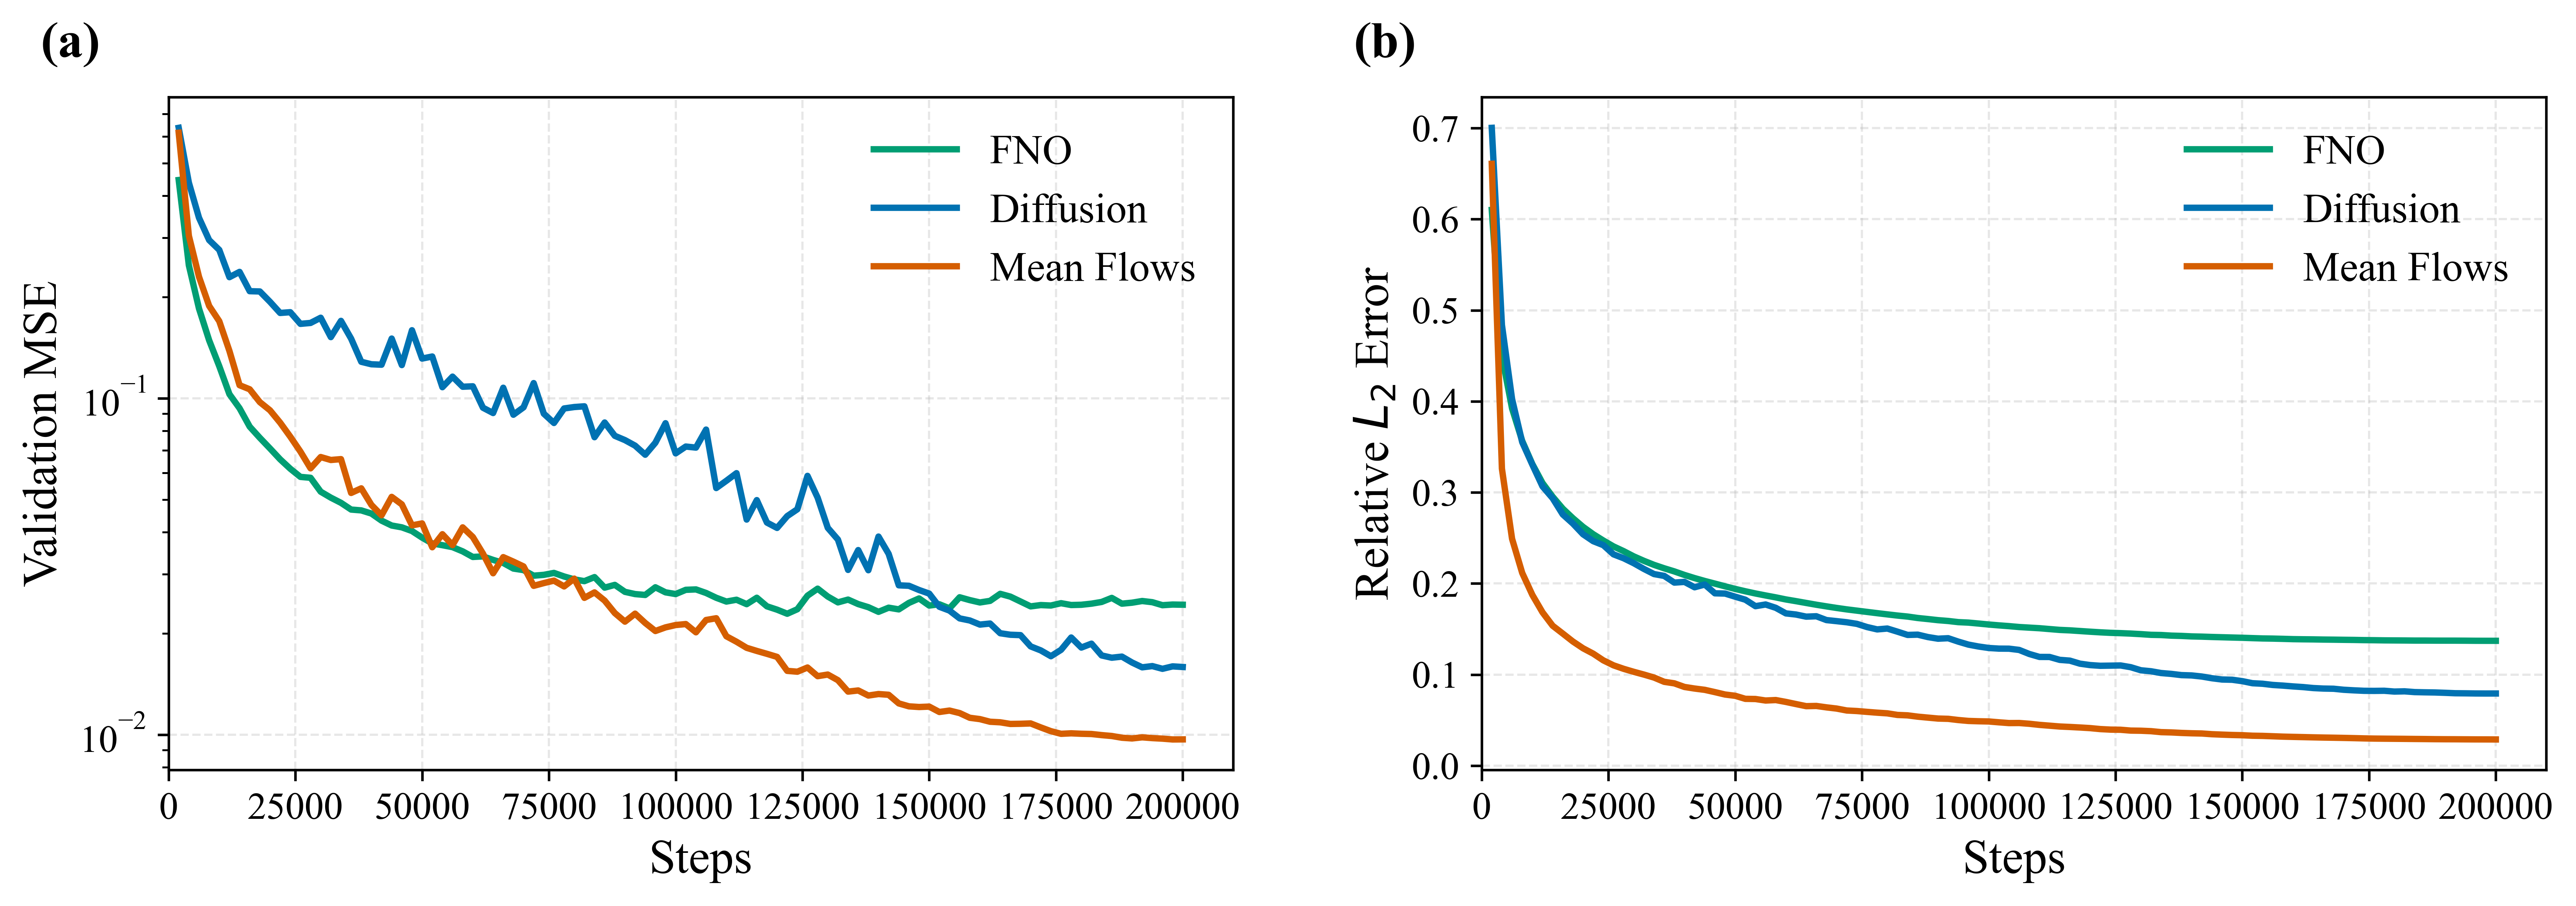 (a)
Validation MSE
10⁻¹
10⁻²
FNO
Diffusion
Mean Flows
0 25000 50000 75000 100000 125000 150000 175000 200000
Steps
(b)
Relative L₂ Error
0.7
0.6
0.5
0.4
0.3
0.2
0.1
0.0
FNO
Diffusion
Mean Flows
0 25000 50000 75000 100000 125000 150000 175000 200000
Steps